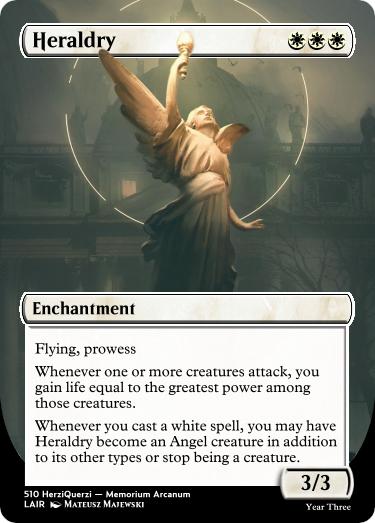 Heraldry
Enchantment
Flying, prowess
Whenever one or more creatures attack, you
gain life equal to the greatest power among
those creatures.
Whenever you cast a white spell, you may have
Heraldry become an Angel creature in addition
to its other types or stop being a creature.
3/3
510 HerziQuerzi — Memorium Arcanum
LAIR Mateusz Majewski
Year Three